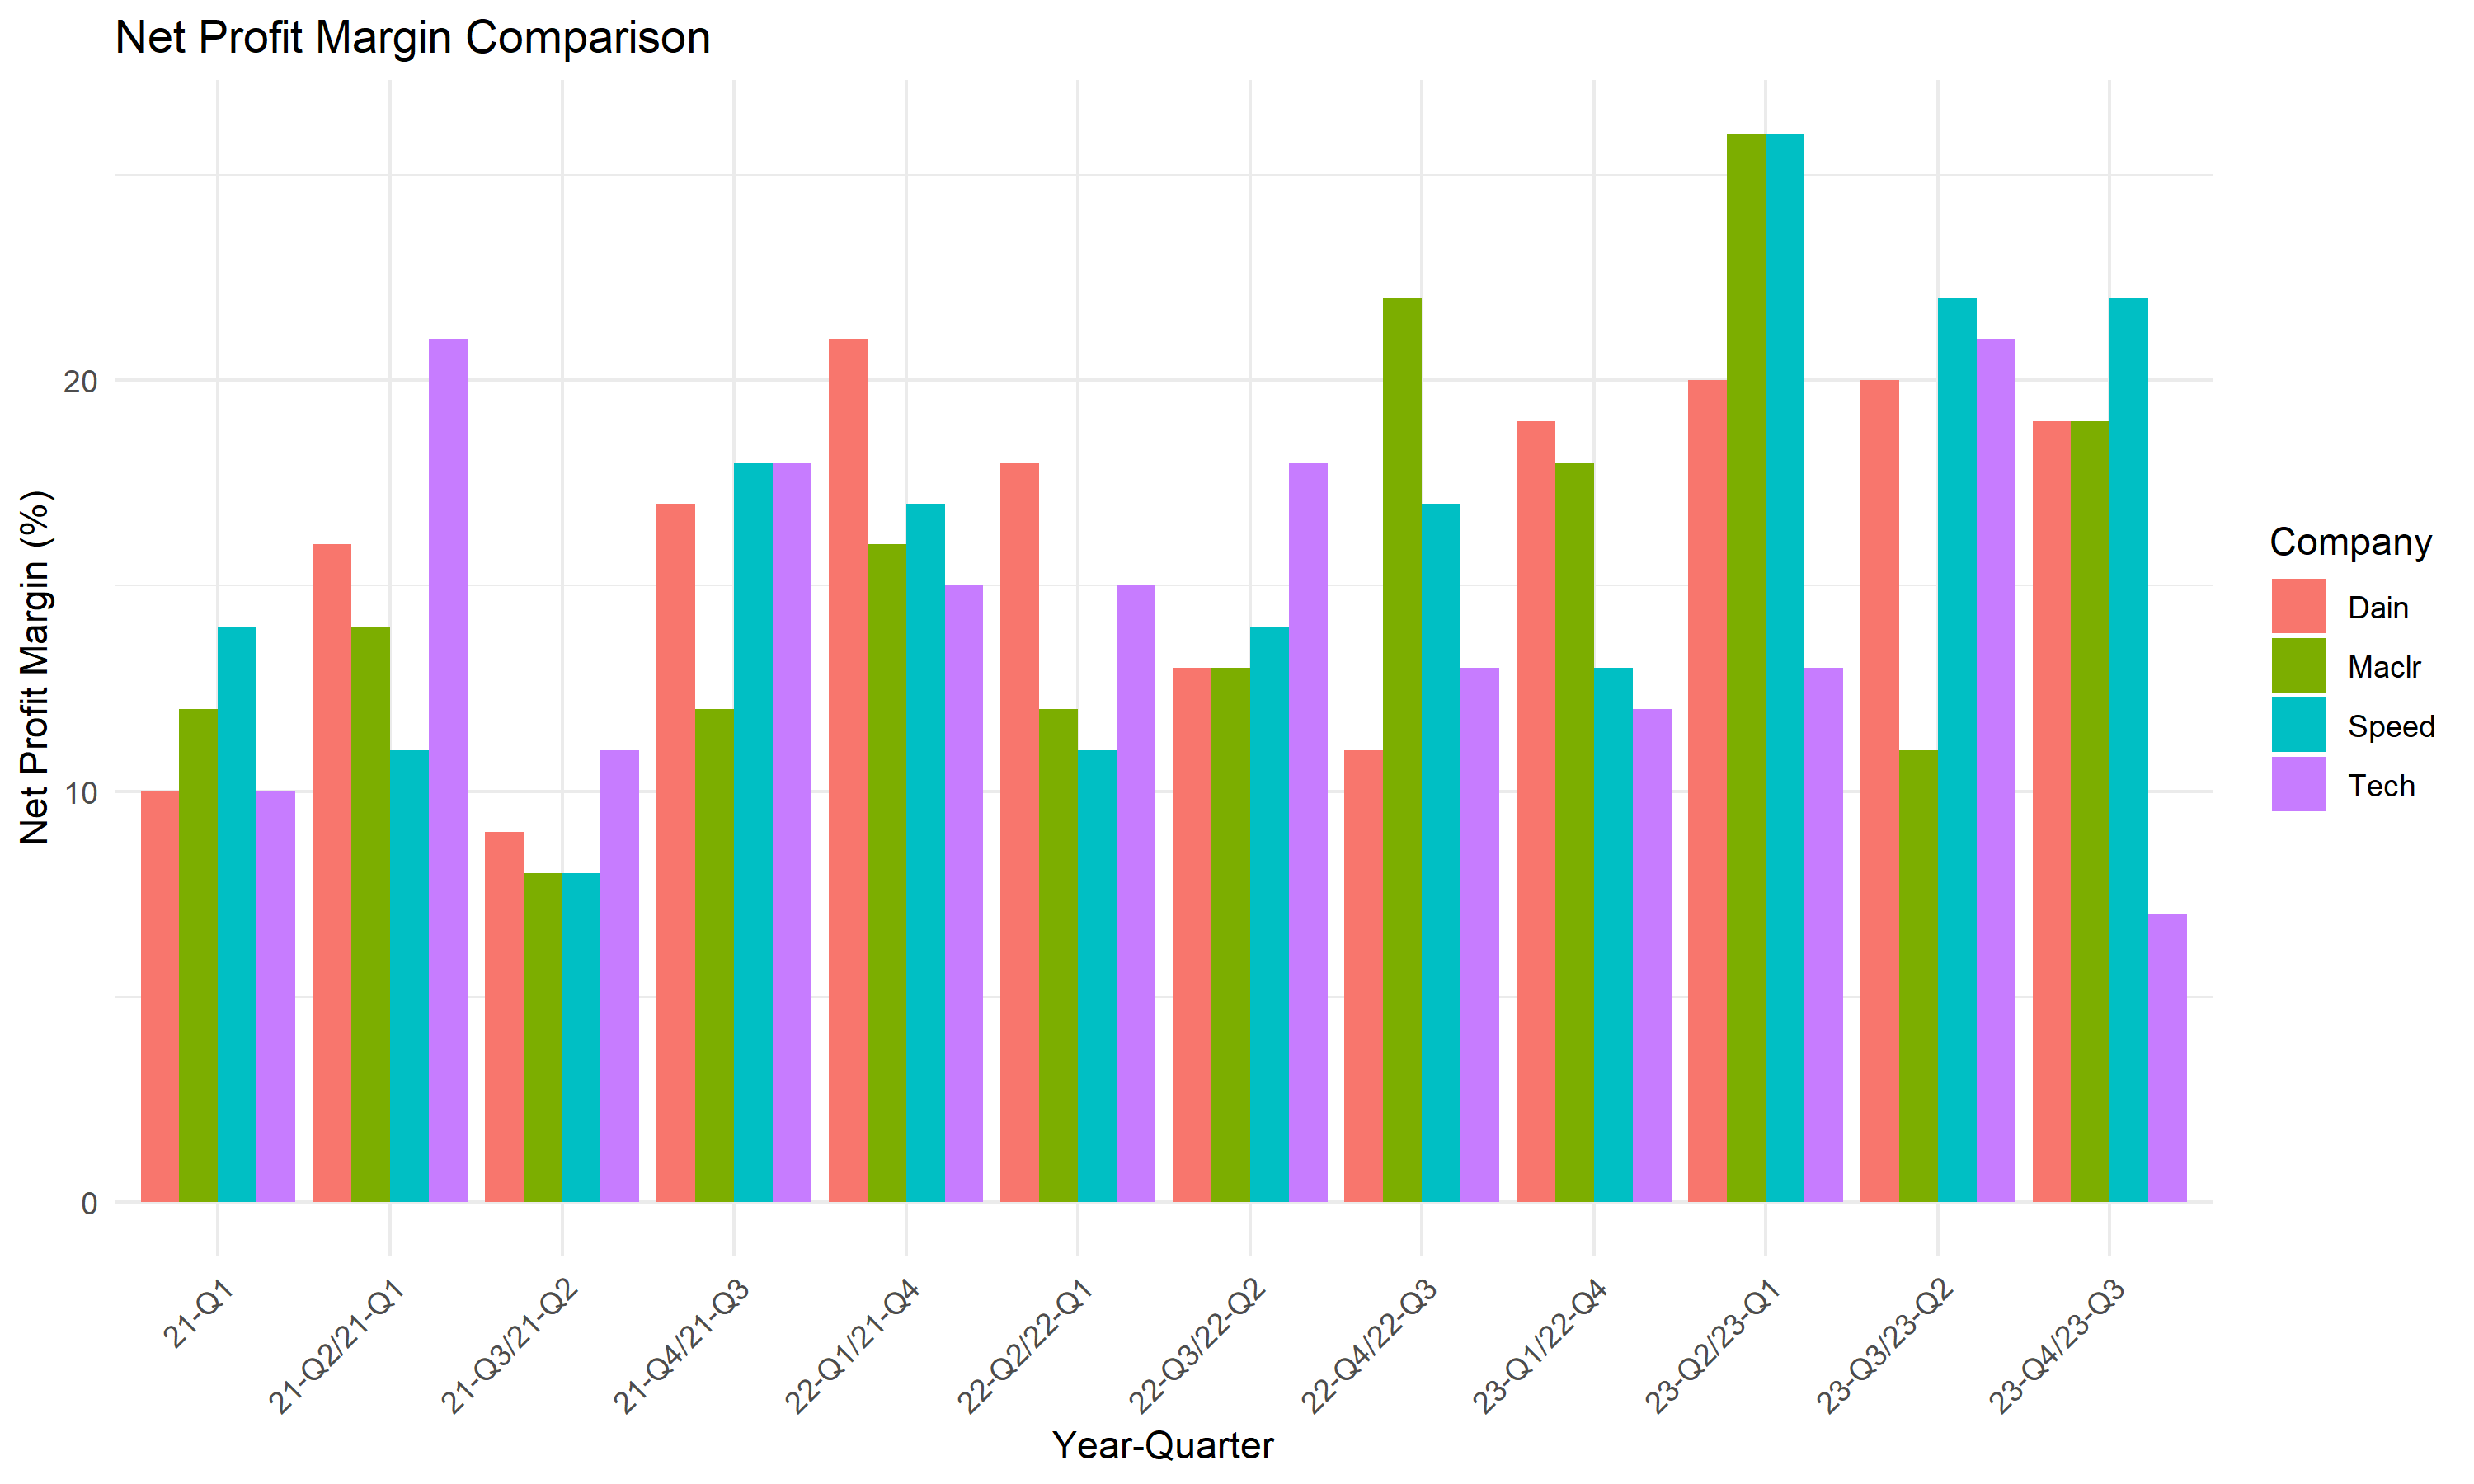 Net Profit Margin Comparison
Net Profit Margin (%)
20
10
0
21-Q1
21-Q2/21-Q1
21-Q3/21-Q2
21-Q4/21-Q3
22-Q1/21-Q4
22-Q2/22-Q1
22-Q3/22-Q2
22-Q4/22-Q3
23-Q1/22-Q4
23-Q2/23-Q1
23-Q3/23-Q2
23-Q4/23-Q3
Year-Quarter
Company
Dain
Maclr
Speed
Tech